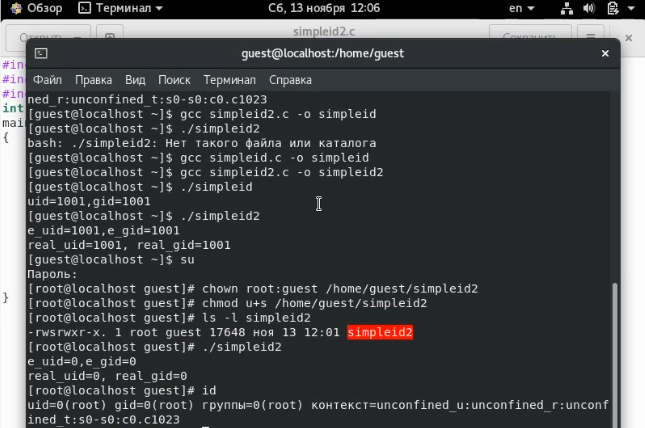 Обзор Терминал Сб, 13 ноября 12:06 en
Открыть simpleid2.c Сохранить
guest@localhost:/home/guest
Файл Правка Вид Поиск Терминал Справка
#in
#in
#in
int
mai
{
}
ned_r:unconfined_t:s0-s0:c0.c1023
[guest@localhost ~]$ gcc simpleid2.c -o simpleid
[guest@localhost ~]$ ./simpleid2
bash: ./simpleid2: Нет такого файла или каталога
[guest@localhost ~]$ gcc simpleid.c -o simpleid
[guest@localhost ~]$ gcc simpleid2.c -o simpleid2
[guest@localhost ~]$ ./simpleid
uid=1001,gid=1001
[guest@localhost ~]$ ./simpleid2
e_uid=1001,e_gid=1001
real_uid=1001, real_gid=1001
[guest@localhost ~]$ su
Пароль:
[root@localhost guest]# chown root:guest /home/guest/simpleid2
[root@localhost guest]# chmod u+s /home/guest/simpleid2
[root@localhost guest]# ls -l simpleid2
-rwsrwxr-x. 1 root guest 17648 ноя 13 12:01 simpleid2
[root@localhost guest]# ./simpleid2
e_uid=0,e_gid=0
real_uid=0, real_gid=0
[root@localhost guest]# id
uid=0(root) gid=0(root) группы=0(root) контекст=unconfined_u:unconfined_r:unconf
ined_t:s0-s0:c0.c1023